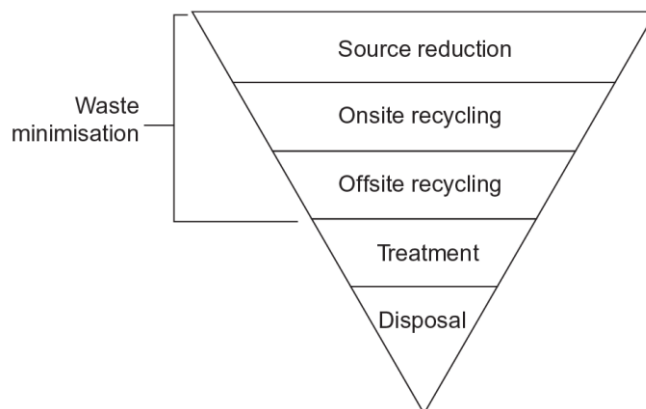 Source reduction
Waste
minimisation
Onsite recycling
Offsite recycling
Treatment
Disposal